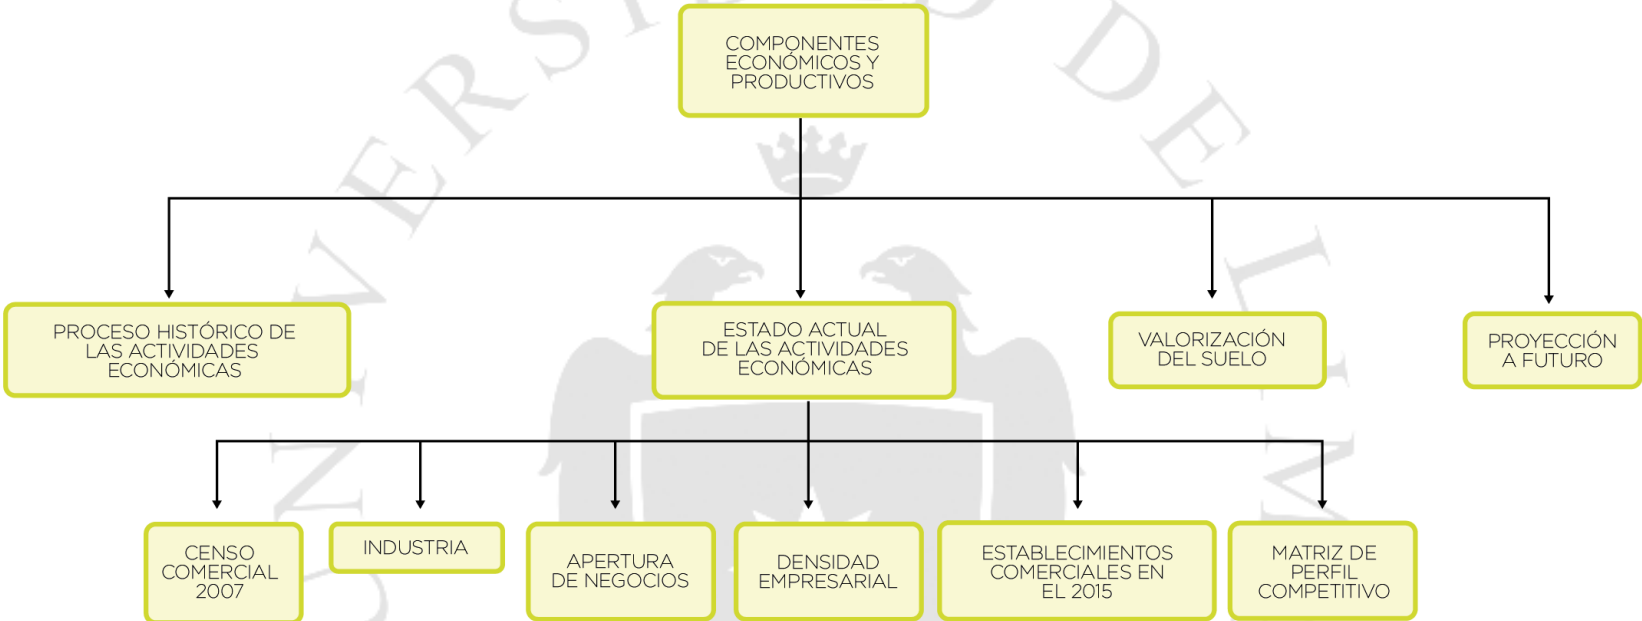 COMPONENTES
ECONÓMICOS Y
PRODUCTIVOS
PROCESO HISTÓRICO DE
LAS ACTIVIDADES
ECONÓMICAS
ESTADO ACTUAL
DE LAS ACTIVIDADES
ECONÓMICAS
VALORIZACIÓN
DEL SUELO
PROYECCIÓN
A FUTURO
CENSO
COMERCIAL
2007
INDUSTRIA
APERTURA
DE NEGOCIOS
DENSIDAD
EMPRESARIAL
ESTABLECIMIENTOS
COMERCIALES EN
EL 2015
MATRIZ DE
PERFIL
COMPETITIVO